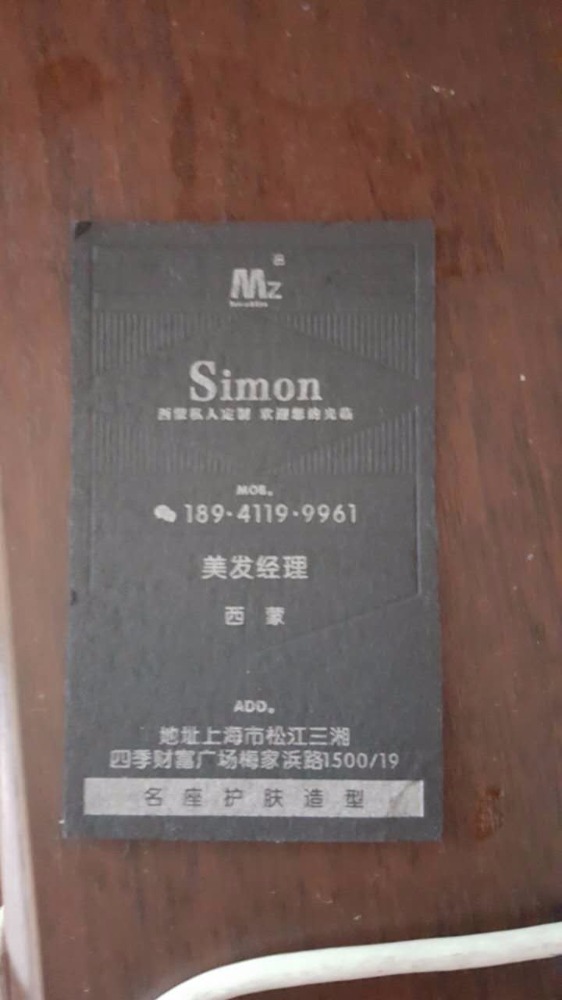 Mz
Simon
西蒙私人定制 欢迎您的光临
MOB。
189·4119·9961
美发经理
西 蒙
ADD。
地址上海市松江三湘
四季财富广场梅家浜路1500/19
名座护肤造型